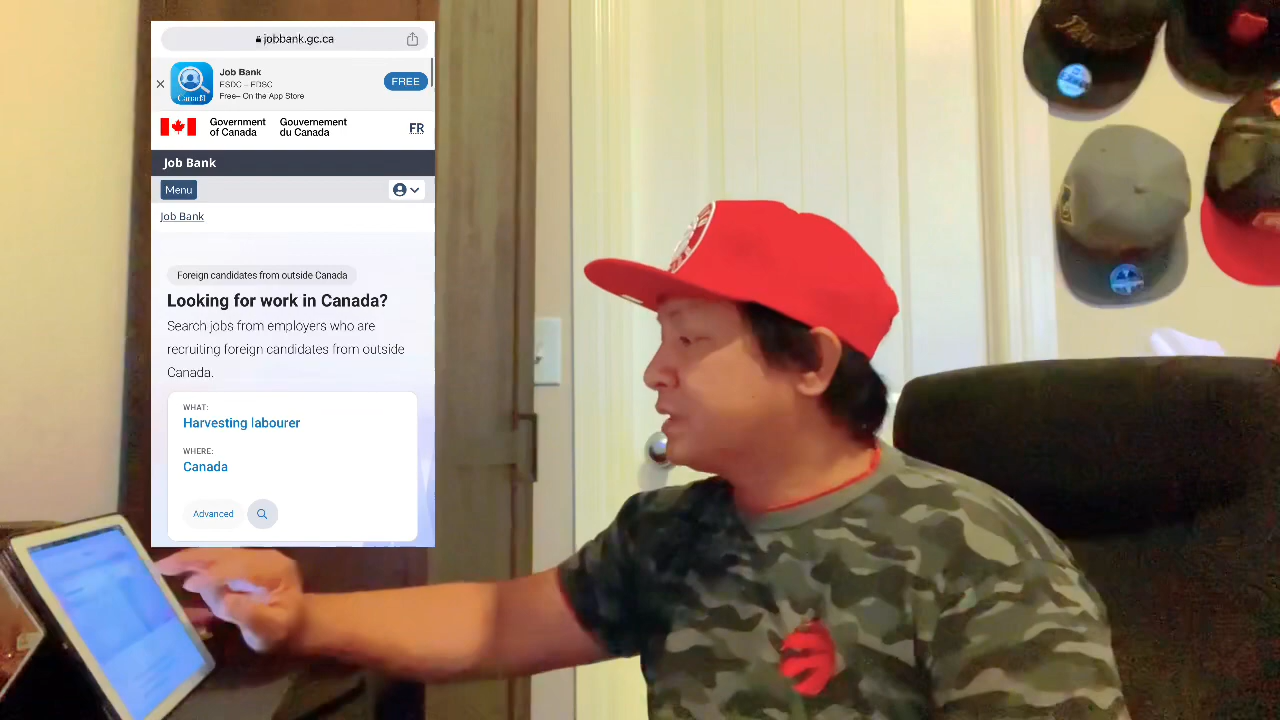 jobbank.gc.ca
Job Bank
ESDC - EDSC
Free– On the App Store
FREE
Canada
Government of Canada
Gouvernement du Canada
FR
Job Bank
Menu
Job Bank
Foreign candidates from outside Canada
Looking for work in Canada?
Search jobs from employers who are
recruiting foreign candidates from outside
Canada.
WHAT:
Harvesting labourer
WHERE:
Canada
Advanced